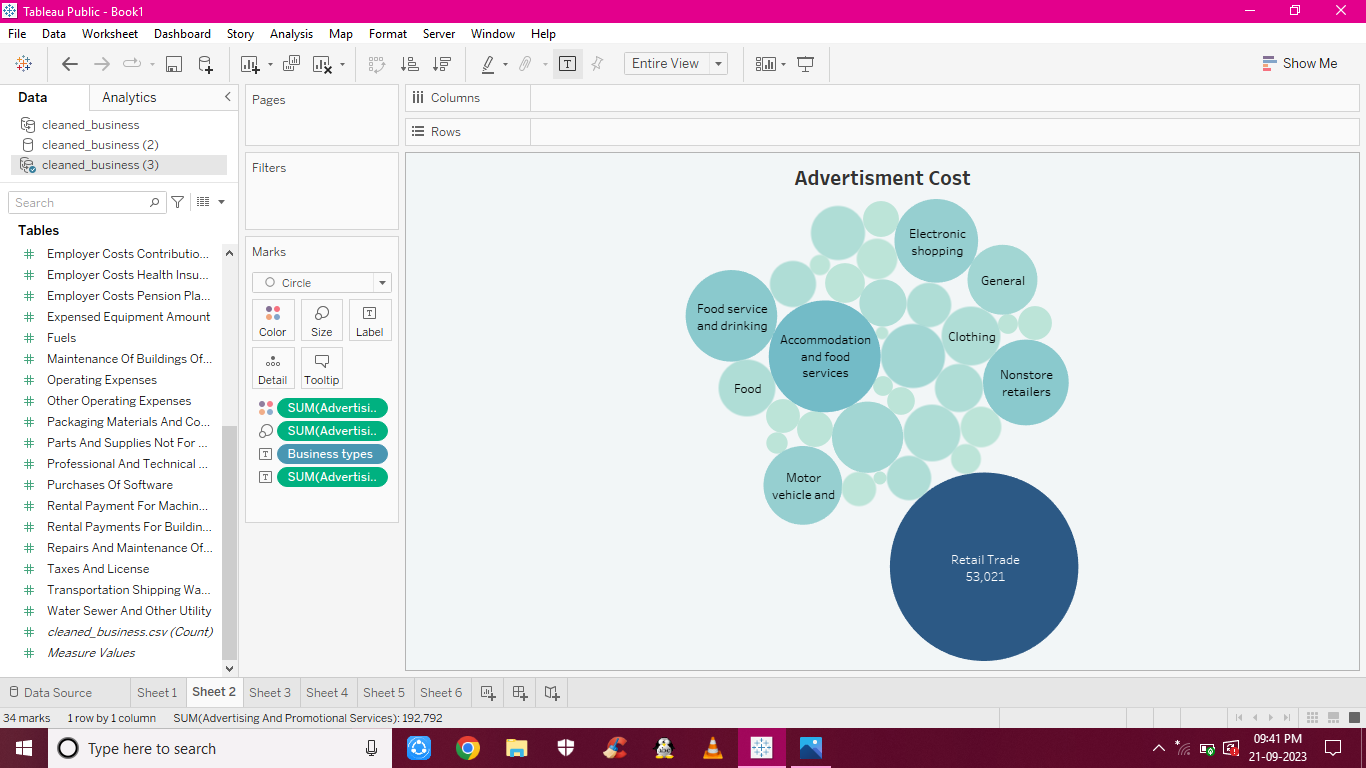 Tableau Public - Book1
File Data Worksheet Dashboard Story Analysis Map Format Server Window Help
Entire View
Show Me
Data Analytics
cleaned_business
cleaned_business (2)
cleaned_business (3)
Search
Tables
Employer Costs Contributio...
Employer Costs Health Insu...
Employer Costs Pension Pla...
Expensed Equipment Amount
Fuels
Maintenance Of Buildings Of...
Operating Expenses
Other Operating Expenses
Packaging Materials And Co...
Parts And Supplies Not For ...
Professional And Technical ...
Purchases Of Software
Rental Payment For Machin...
Rental Payments For Buildin...
Repairs And Maintenance Of...
Taxes And License
Transportation Shipping Wa...
Water Sewer And Other Utility
cleaned_business.csv (Count)
Measure Values
Pages
Filters
Marks
Circle
Color Size Label
Detail Tooltip
SUM(Advertisi..
SUM(Advertisi..
Business types
SUM(Advertisi..
Columns
Rows
Advertisment Cost
Electronic
shopping
General
Food service
and drinking
Accommodation
and food
services
Clothing
Nonstore
retailers
Food
Motor
vehicle and
Retail Trade
53,021
Data Source Sheet 1 Sheet 2 Sheet 3 Sheet 4 Sheet 5 Sheet 6
34 marks 1 row by 1 column SUM(Advertising And Promotional Services): 192,792
Type here to search
09:41 PM
21-09-2023